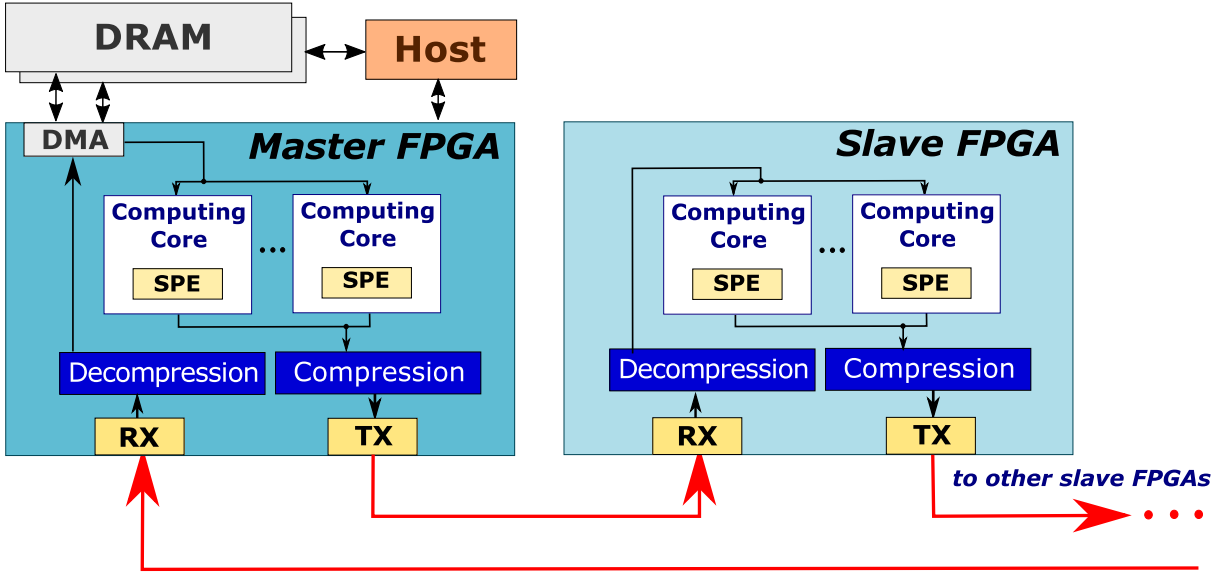 DRAM
Host
DMA
Master FPGA
Computing
Core
SPE
...
Computing
Core
SPE
Decompression
Compression
RX
TX
Slave FPGA
Computing
Core
SPE
...
Computing
Core
SPE
Decompression
Compression
RX
TX
to other slave FPGAs
...